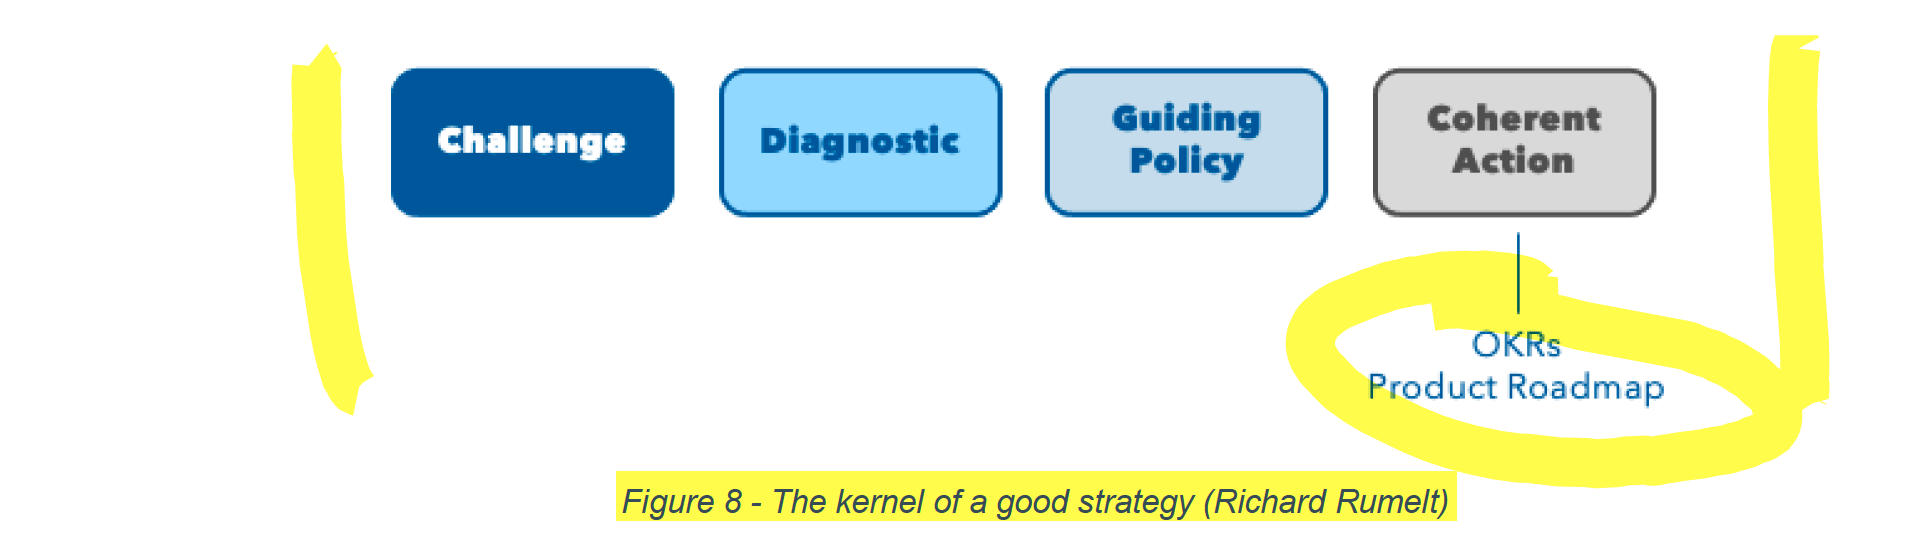 Challenge
Diagnostic
Guiding
Policy
Coherent
Action
OKRs
Product Roadmap
Figure 8 - The kernel of a good strategy (Richard Rumelt)